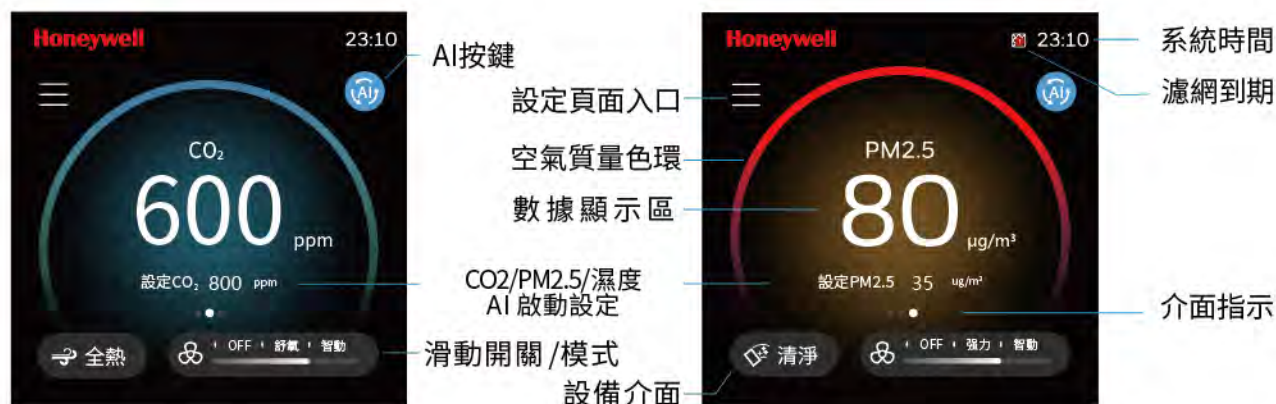 Honeywell
23:10
AI
CO₂
600
ppm
設定CO₂ 800 ppm
全熱
OFF 舒氧 智動
AI按鍵
設定頁面入口
空氣質量色環
數據顯示區
CO2/PM2.5/濕度
AI 啟動設定
滑動開關/模式
設備介面
Honeywell
23:10
AI
PM2.5
80
µg/m³
設定PM2.5 35 ug/m³
清淨
OFF 强力 智動
系統時間
濾網到期
介面指示